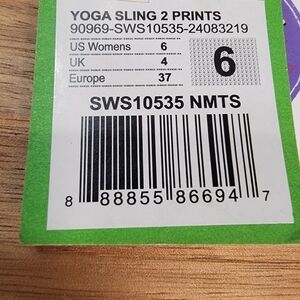 YOGA SLING 2 PRINTS
90969-SWS10535-24083219
US Womens 6
UK 4
Europe 37
6
SWS10535 NMTS
8 88855 86694 7